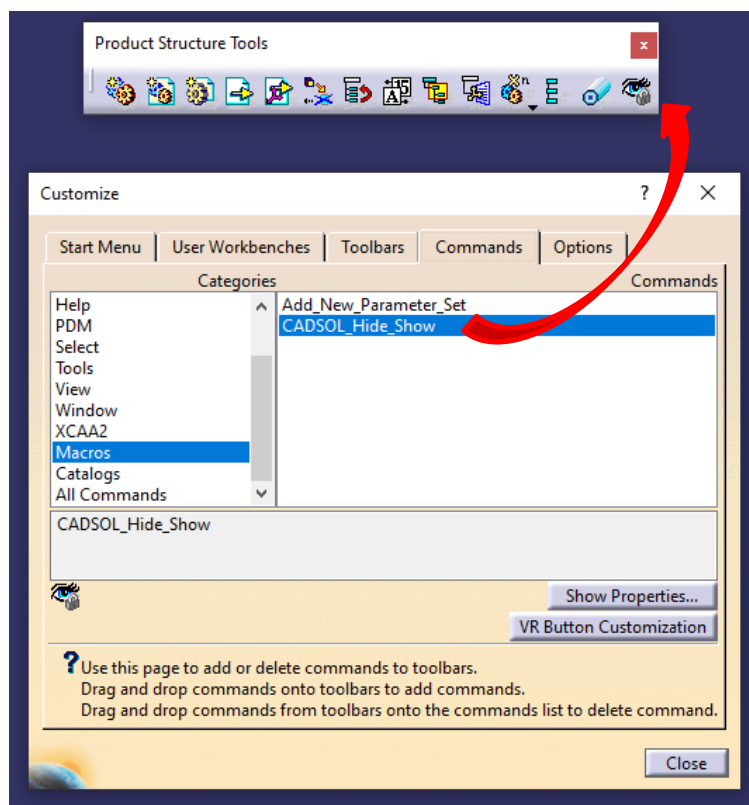 Product Structure Tools
x
Customize
?
Start Menu
User Workbenches
Toolbars
Commands
Options
Categories
Commands
Help
PDM
Select
Tools
View
Window
XCAA2
Macros
Catalogs
All Commands
Add_New_Parameter_Set
CADSOL_Hide_Show
CADSOL_Hide_Show
Show Properties...
VR Button Customization
?
Use this page to add or delete commands to toolbars.
Drag and drop commands onto toolbars to add commands.
Drag and drop commands from toolbars onto the commands list to delete command.
Close